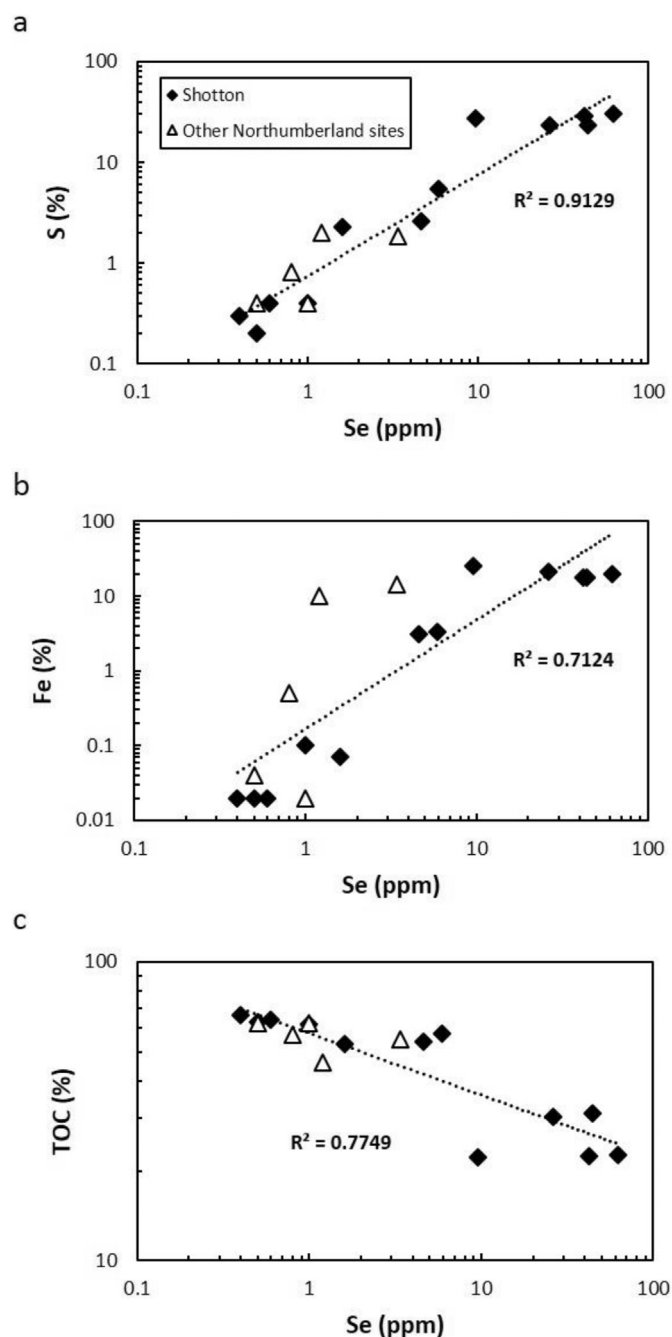 a
100
Shotton
Other Northumberland sites
10
R² = 0.9129
S (%)
1
0.1
0.1 1 10 100
Se (ppm)
b
100
10
1
R² = 0.7124
Fe (%)
0.1
0.01
0.1 1 10 100
Se (ppm)
c
100
TOC (%)
R² = 0.7749
10
0.1 1 10 100
Se (ppm)